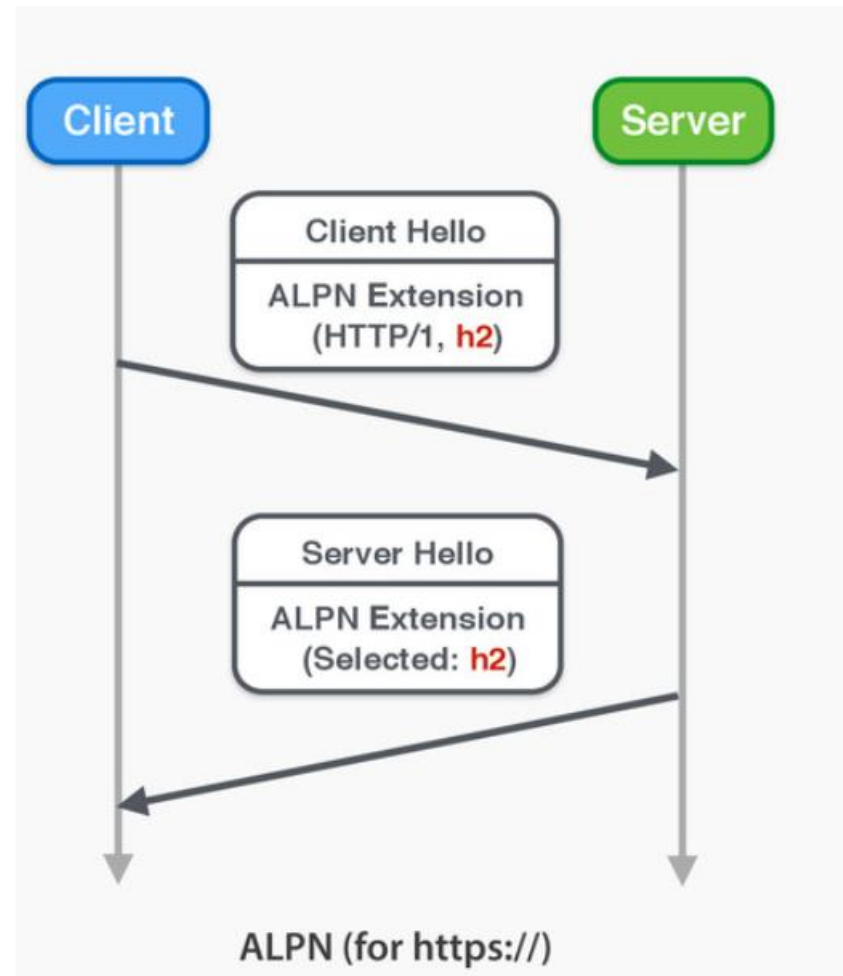 Client
Server
Client Hello
ALPN Extension
(HTTP/1, h2)
Server Hello
ALPN Extension
(Selected: h2)
ALPN (for https://)